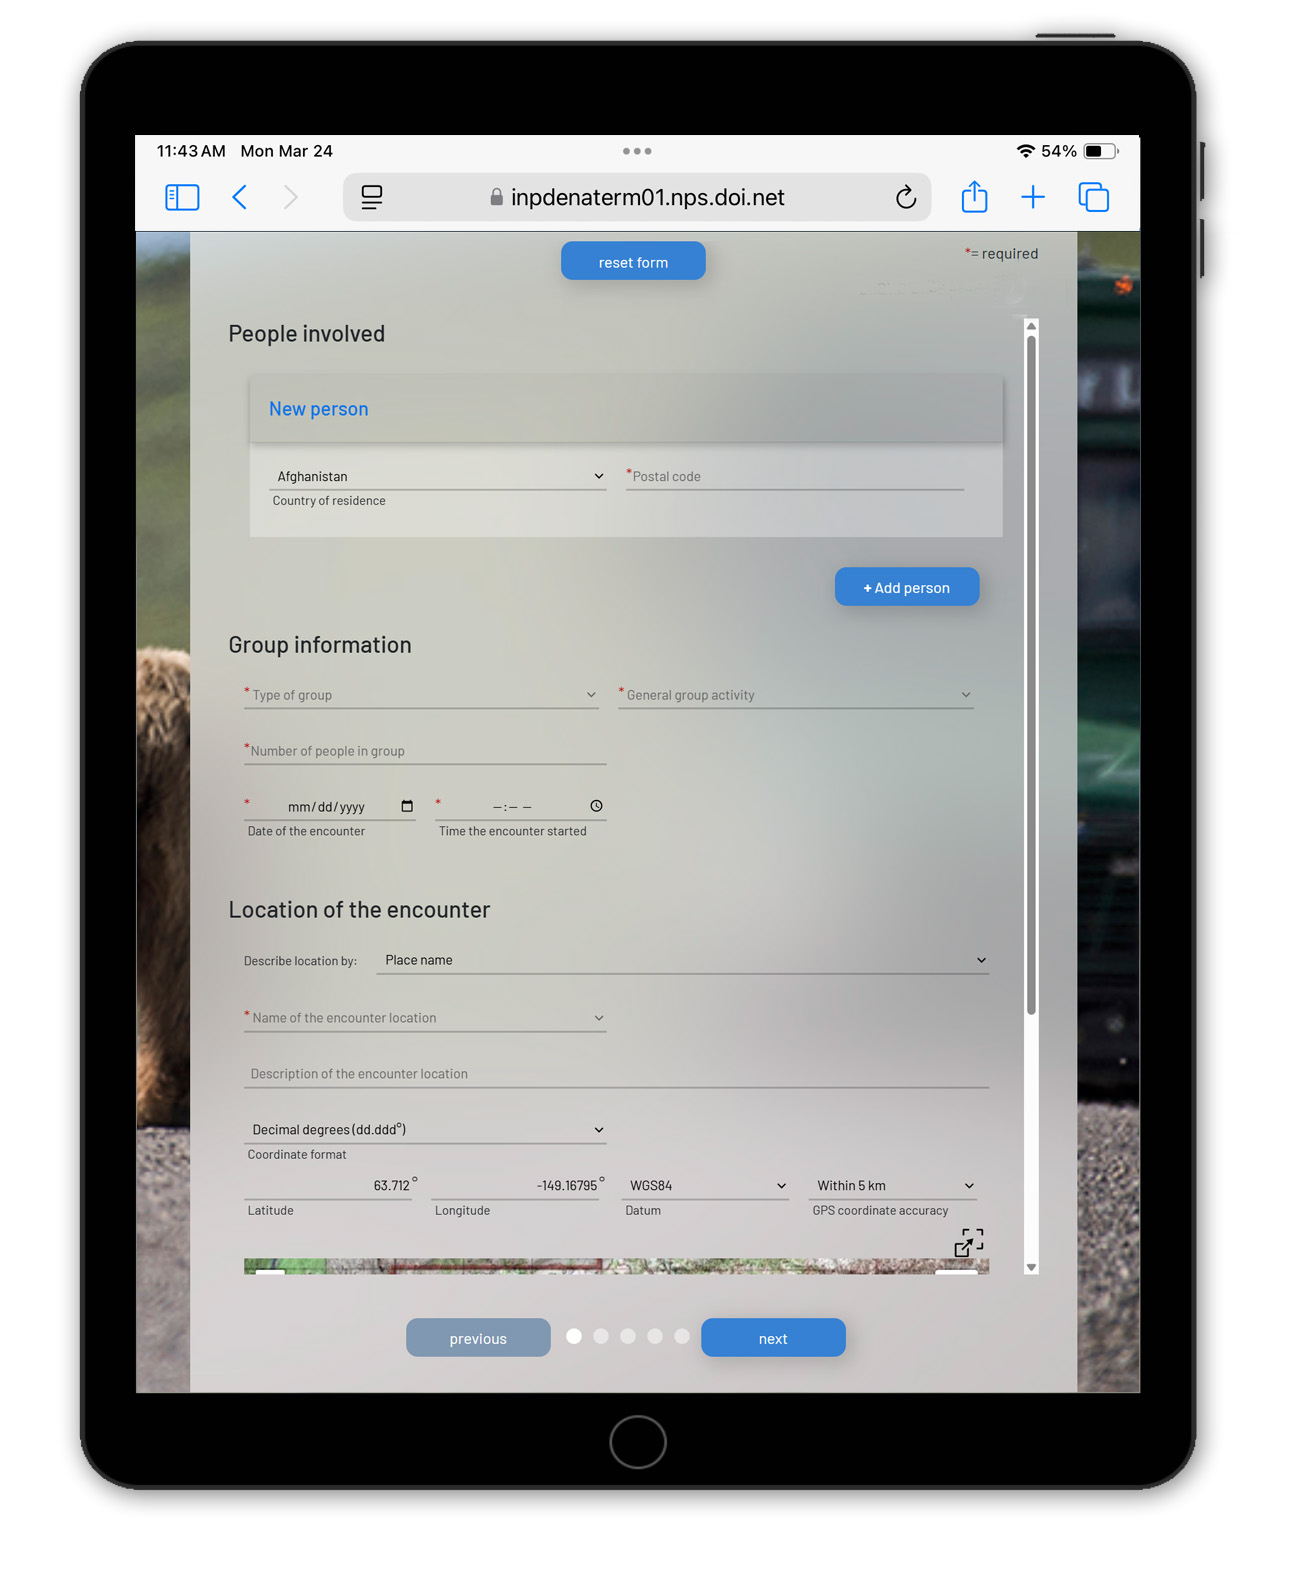 11:43 AM Mon Mar 24
54%
inpdenaterm01.nps.doi.net
reset form
*= required
People involved
New person
Afghanistan
*Postal code
Country of residence
+ Add person
Group information
* Type of group
* General group activity
*Number of people in group
* mm/dd/yyyy
* –:– –
Date of the encounter
Time the encounter started
Location of the encounter
Describe location by: Place name
* Name of the encounter location
Description of the encounter location
Decimal degrees (dd.ddd°)
Coordinate format
63.712° -149.16795° WGS84 Within 5 km
Latitude Longitude Datum GPS coordinate accuracy
previous
next